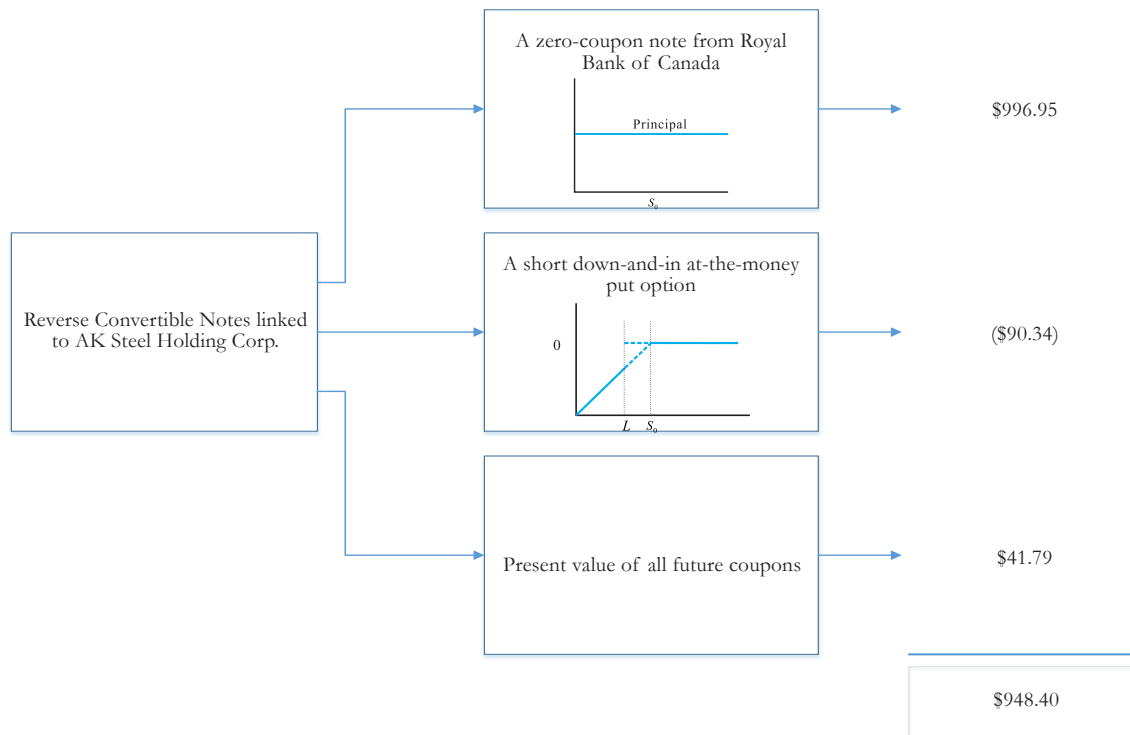 A zero-coupon note from Royal
Bank of Canada
Principal
S₀
$996.95
Reverse Convertible Notes linked
to AK Steel Holding Corp.
A short down-and-in at-the-money
put option
0
L
S₀
($90.34)
Present value of all future coupons
$41.79
$948.40